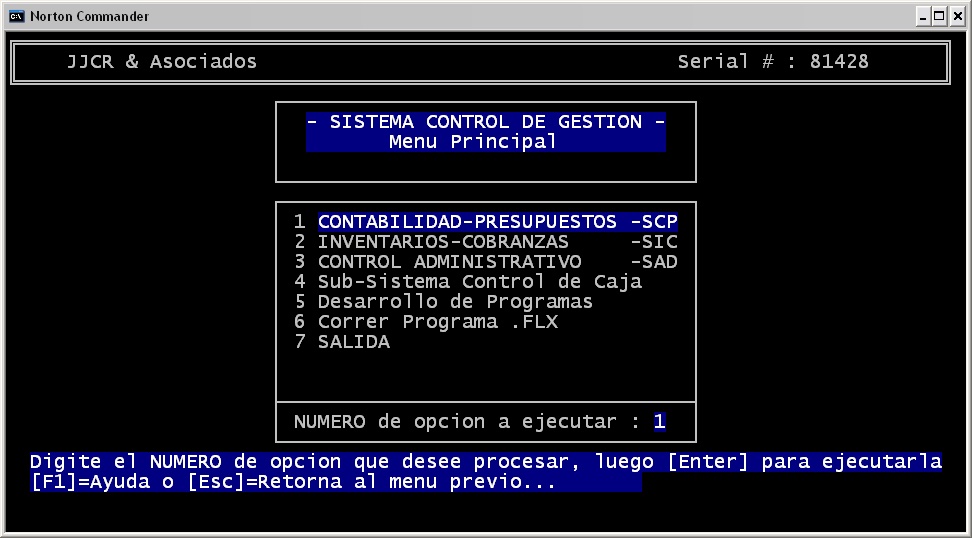 Norton Commander
JJCR & Asociados Serial # : 81428
- SISTEMA CONTROL DE GESTION -
Menu Principal
1 CONTABILIDAD-PRESUPUESTOS -SCP
2 INVENTARIOS-COBRANZAS -SIC
3 CONTROL ADMINISTRATIVO -SAD
4 Sub-Sistema Control de Caja
5 Desarrollo de Programas
6 Correr Programa .FLX
7 SALIDA
NUMERO de opcion a ejecutar : 1
Digite el NUMERO de opcion que desee procesar, luego [Enter] para ejecutarla
[F1]=Ayuda o [Esc]=Retorna al menu previo...